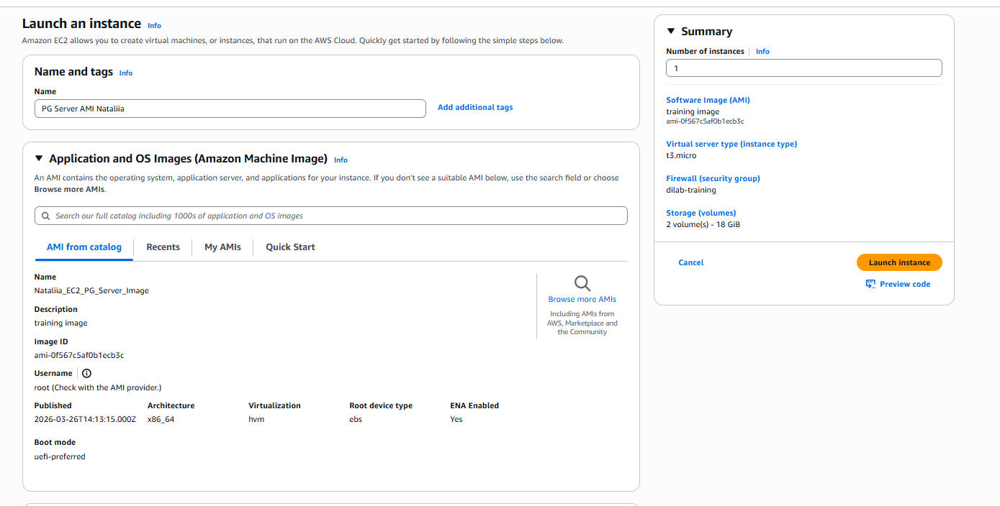 Launch an instance Info
Amazon EC2 allows you to create virtual machines, or instances, that run on the AWS Cloud. Quickly get started by following the simple steps below.
Name and tags Info
Name
PG Server AMI Nataliia
Add additional tags
Application and OS Images (Amazon Machine Image) Info
An AMI contains the operating system, application server, and applications for your instance. If you don't see a suitable AMI below, use the search field or choose
Browse more AMIs.
Search our full catalog including 1000s of application and OS images
AMI from catalog
Recents
My AMIs
Quick Start
Name
Nataliia_EC2_PG_Server_Image
Description
training image
Image ID
ami-0f567c5af0b1ecb3c
Username
root (Check with the AMI provider.)
Published Architecture Virtualization Root device type ENA Enabled
2026-03-26T14:13:15.000Z x86_64 hvm ebs Yes
Boot mode
uefi-preferred
Browse more AMIs
Including AMIs from
AWS, Marketplace and
the Community
Summary
Number of instances Info
1
Software Image (AMI)
training image
ami-0f567c5af0b1ecb3c
Virtual server type (instance type)
t3.micro
Firewall (security group)
dilab-training
Storage (volumes)
2 volume(s) - 18 GiB
Cancel
Launch instance
Preview code